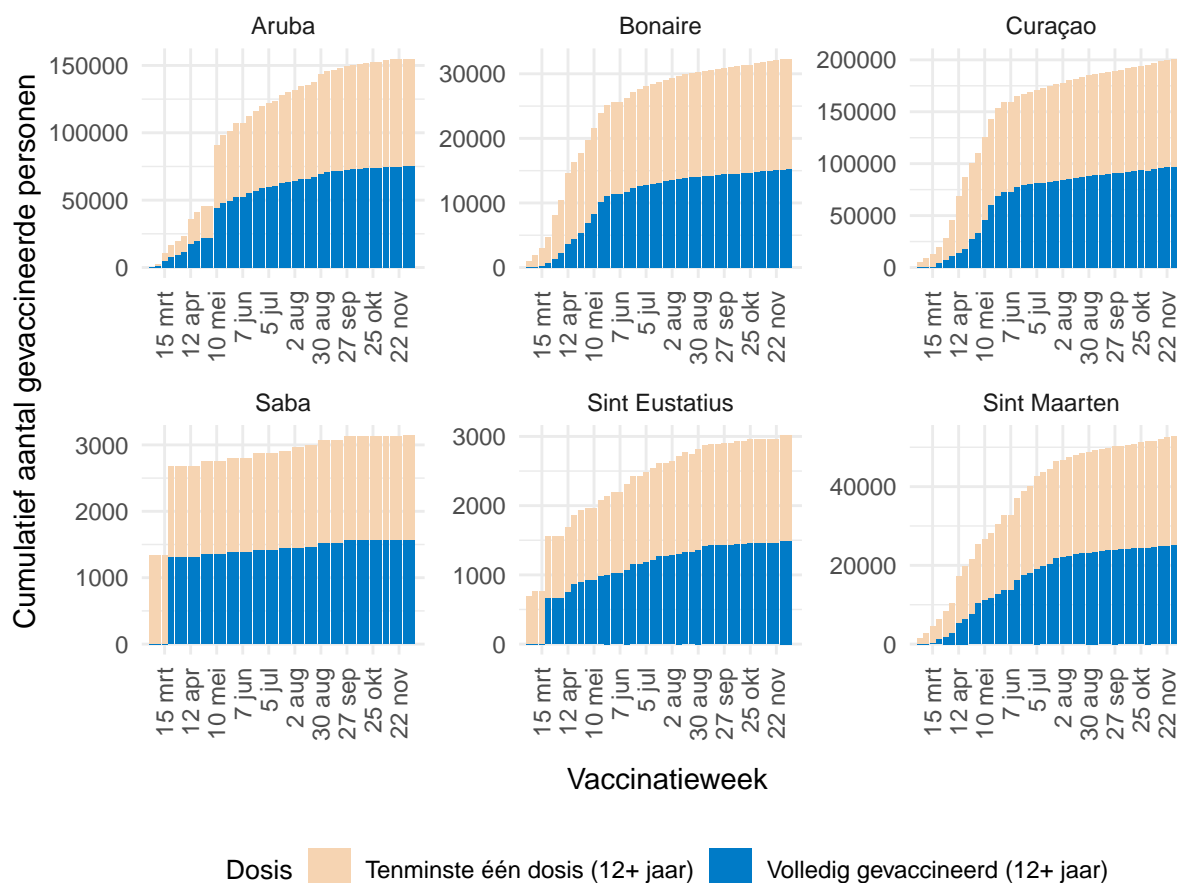 Aruba
Bonaire
Curaçao
Cumulatief aantal gevaccineerde personen
150000
100000
50000
0
15 mrt
12 apr
10 mei
7 jun
5 jul
2 aug
30 aug
27 sep
25 okt
22 nov
30000
20000
10000
0
15 mrt
12 apr
10 mei
7 jun
5 jul
2 aug
30 aug
27 sep
25 okt
22 nov
200000
150000
100000
50000
0
15 mrt
12 apr
10 mei
7 jun
5 jul
2 aug
30 aug
27 sep
25 okt
22 nov
Saba
Sint Eustatius
Sint Maarten
3000
2000
1000
0
15 mrt
12 apr
10 mei
7 jun
5 jul
2 aug
30 aug
27 sep
25 okt
22 nov
3000
2000
1000
0
15 mrt
12 apr
10 mei
7 jun
5 jul
2 aug
30 aug
27 sep
25 okt
22 nov
40000
20000
0
15 mrt
12 apr
10 mei
7 jun
5 jul
2 aug
30 aug
27 sep
25 okt
22 nov
Vaccinatieweek
Dosis Tenminste één dosis (12+ jaar) Volledig gevaccineerd (12+ jaar)